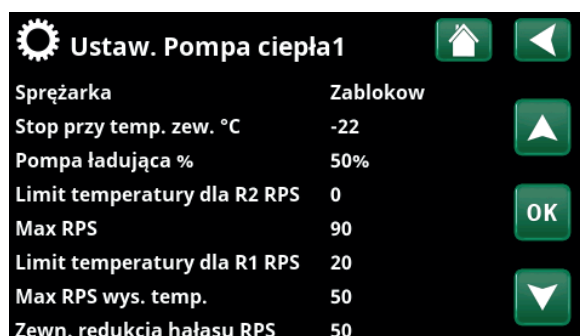 Ustaw. Pompa ciepła1
Sprężarka Zablokow
Stop przy temp. zew. °C -22
Pompa ładująca % 50%
Limit temperatury dla R2 RPS 0
Max RPS 90
OK
Limit temperatury dla R1 RPS 20
Max RPS wys. temp. 50
Zewn. redukcja hałasu RPS 50